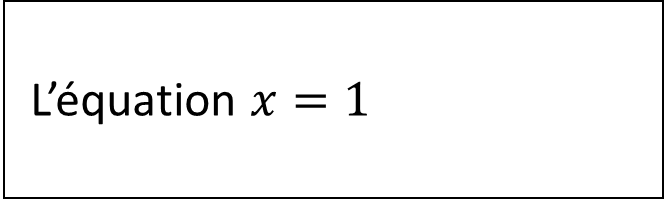 L'équation x = 1